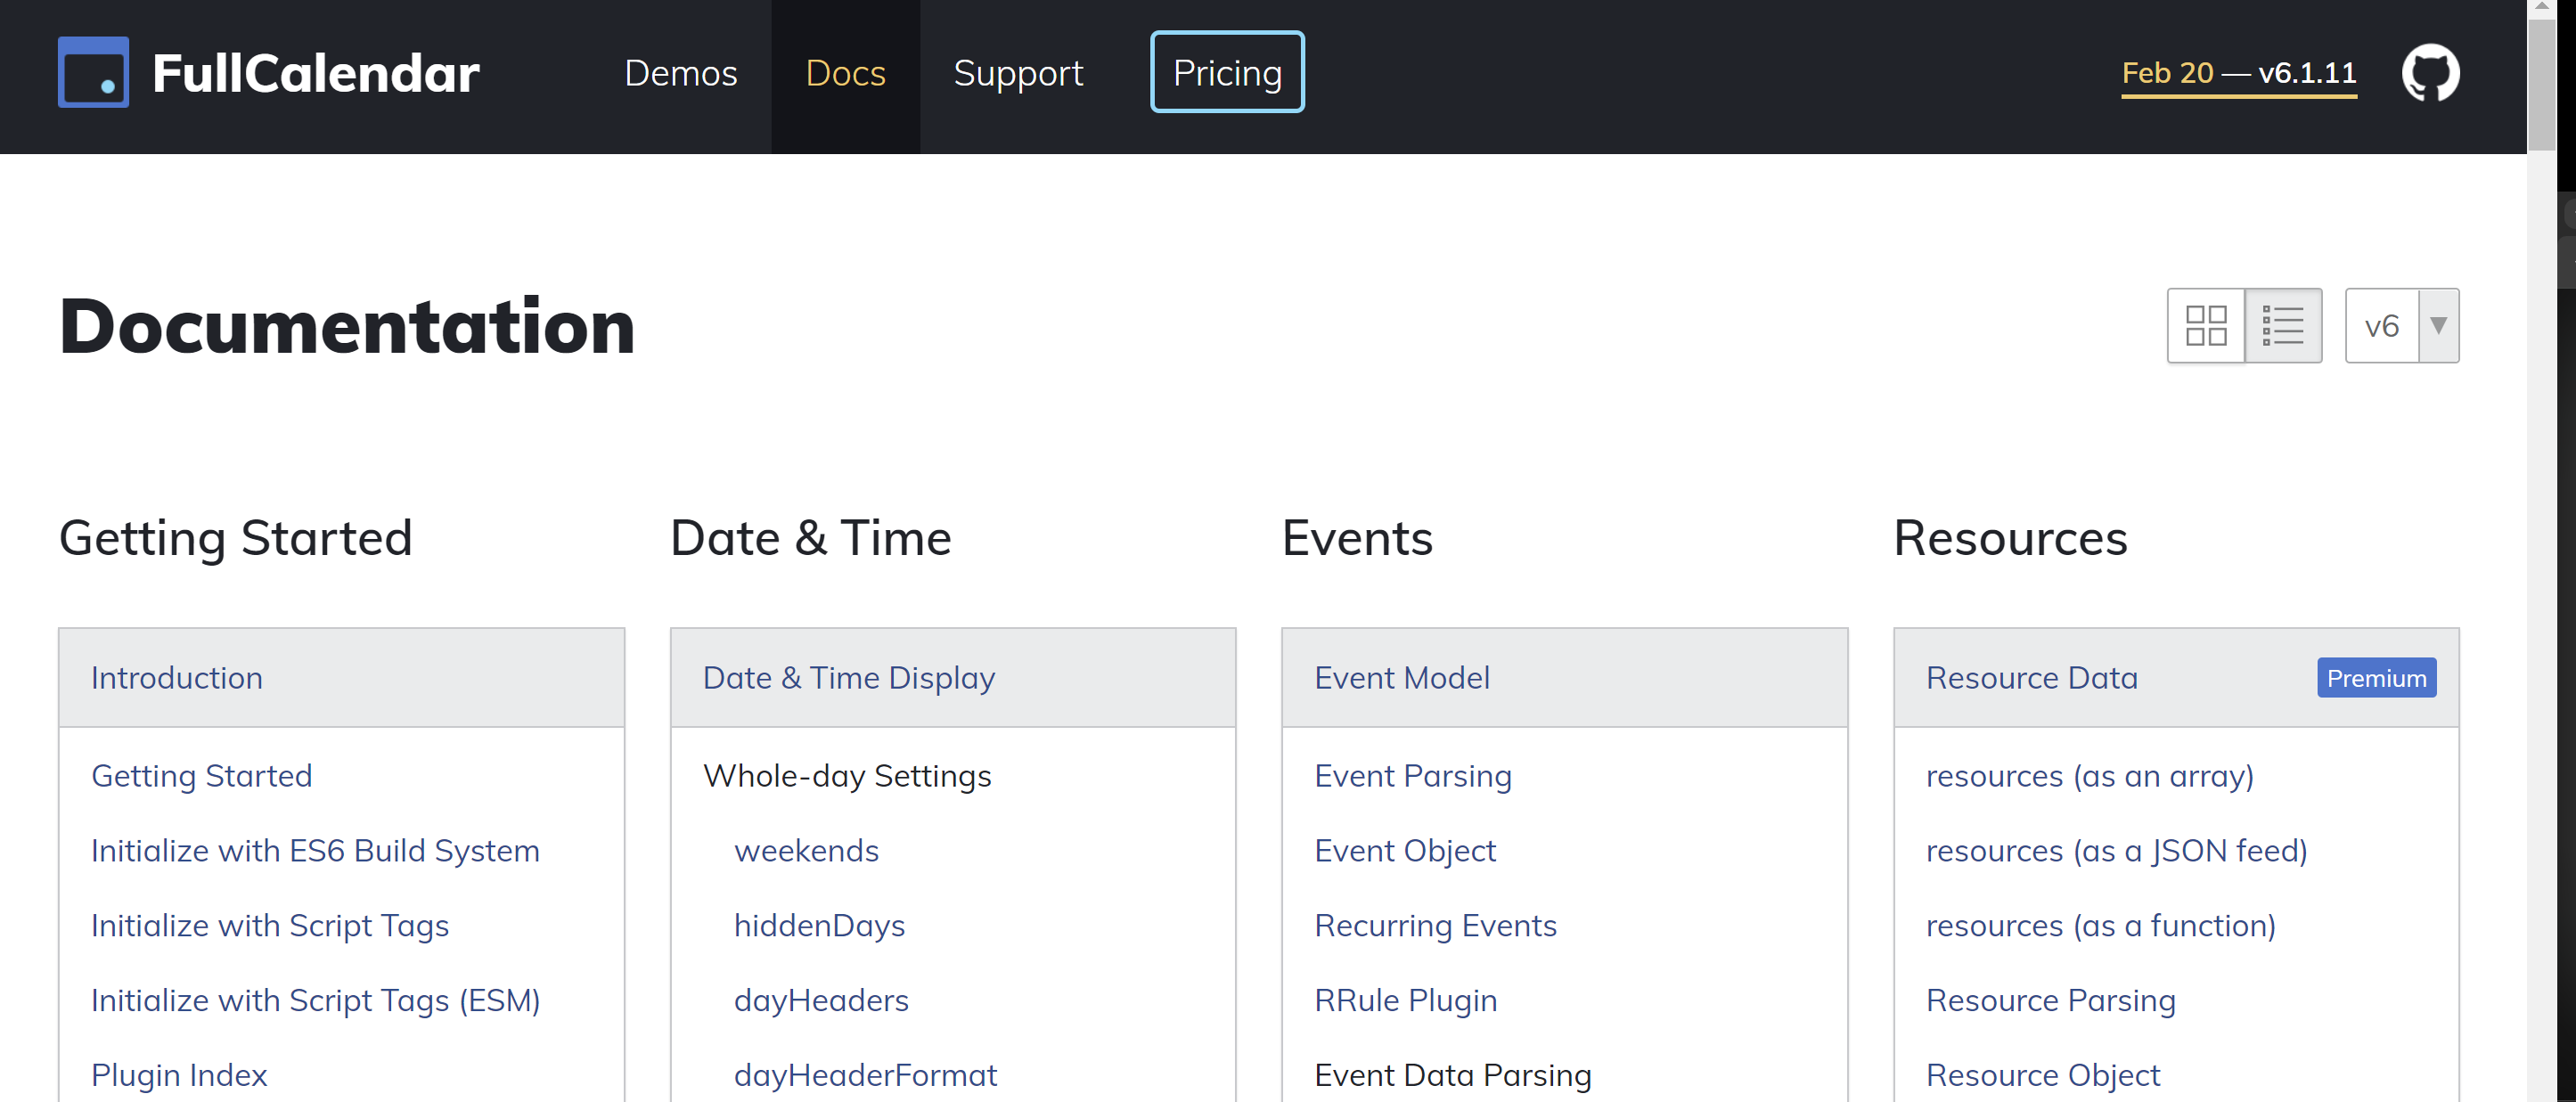 FullCalendar
Demos
Docs
Support
Pricing
Feb 20 — v6.1.11
Documentation
v6
Getting Started
Introduction
Getting Started
Initialize with ES6 Build System
Initialize with Script Tags
Initialize with Script Tags (ESM)
Plugin Index
Date & Time
Date & Time Display
Whole-day Settings
weekends
hiddenDays
dayHeaders
dayHeaderFormat
Events
Event Model
Event Parsing
Event Object
Recurring Events
RRule Plugin
Event Data Parsing
Resources
Resource Data
Premium
resources (as an array)
resources (as a JSON feed)
resources (as a function)
Resource Parsing
Resource Object